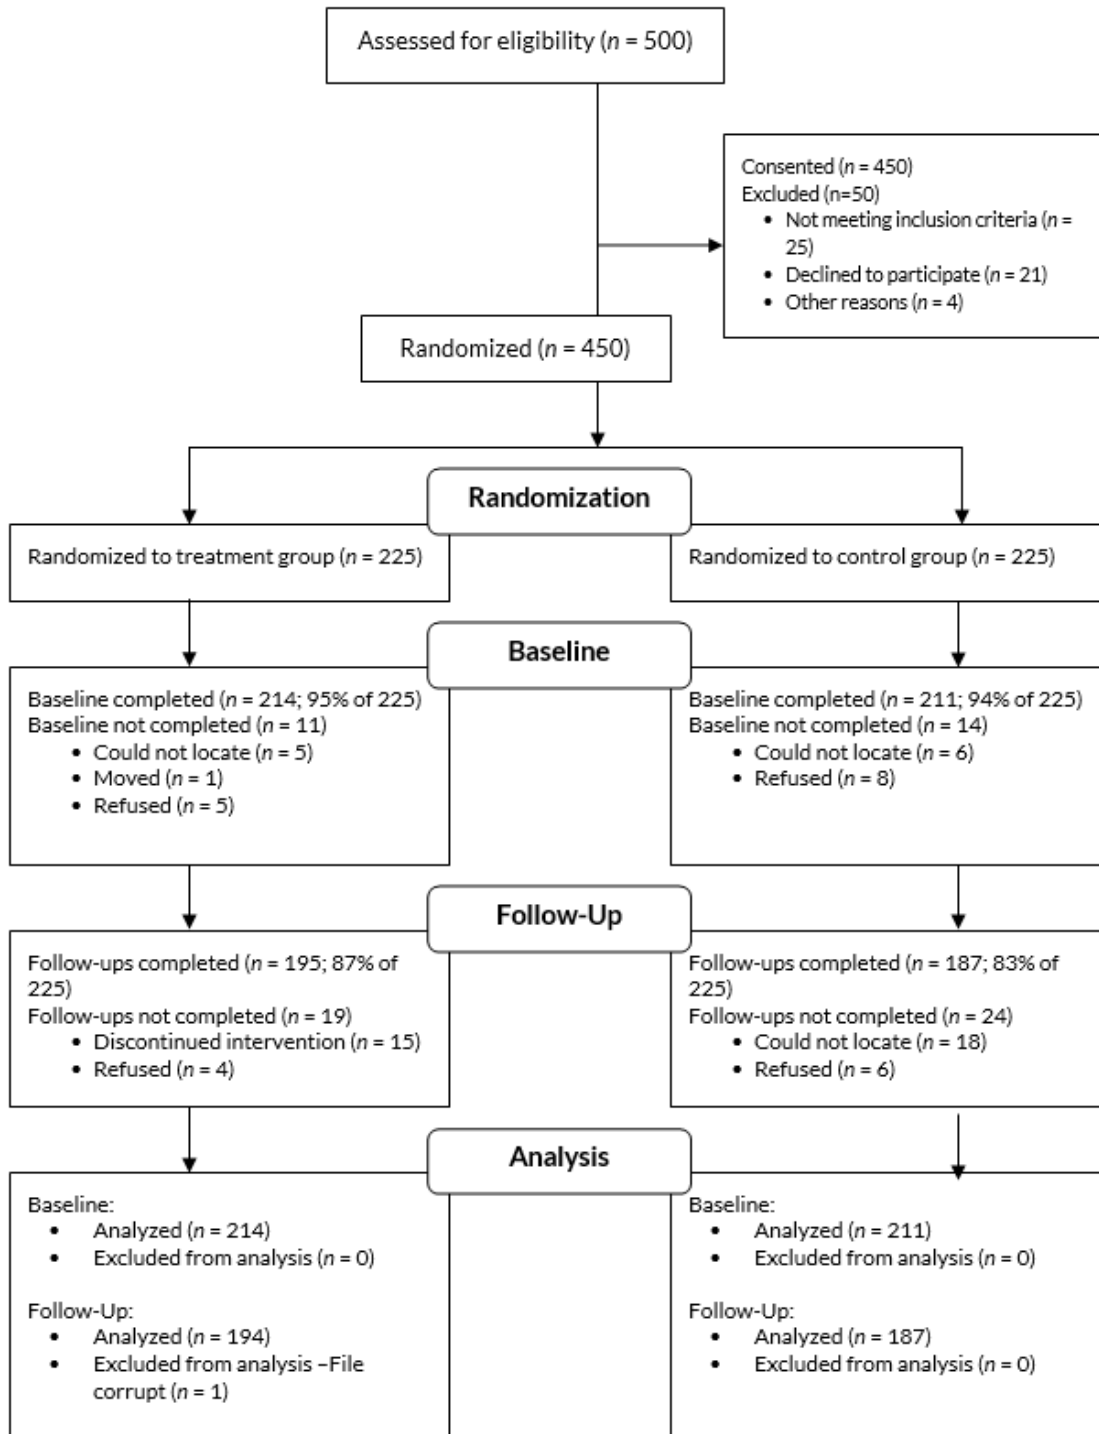 Assessed for eligibility (n = 500)
Consented (n = 450)
Excluded (n=50)
• Not meeting inclusion criteria (n =
25)
• Declined to participate (n = 21)
• Other reasons (n = 4)
Randomized (n = 450)
Randomization
Randomized to treatment group (n = 225)
Randomized to control group (n = 225)
Baseline
Baseline completed (n = 214; 95% of 225)
Baseline not completed (n = 11)
• Could not locate (n = 5)
• Moved (n = 1)
• Refused (n = 5)
Baseline completed (n = 211; 94% of 225)
Baseline not completed (n = 14)
• Could not locate (n = 6)
• Refused (n = 8)
Follow-Up
Follow-ups completed (n = 195; 87% of
225)
Follow-ups not completed (n = 19)
• Discontinued intervention (n = 15)
• Refused (n = 4)
Follow-ups completed (n = 187; 83% of
225)
Follow-ups not completed (n = 24)
• Could not locate (n = 18)
• Refused (n = 6)
Analysis
Baseline:
• Analyzed (n = 214)
• Excluded from analysis (n = 0)
Follow-Up:
• Analyzed (n = 194)
• Excluded from analysis –File
corrupt (n = 1)
Baseline:
• Analyzed (n = 211)
• Excluded from analysis (n = 0)
Follow-Up:
• Analyzed (n = 187)
• Excluded from analysis (n = 0)